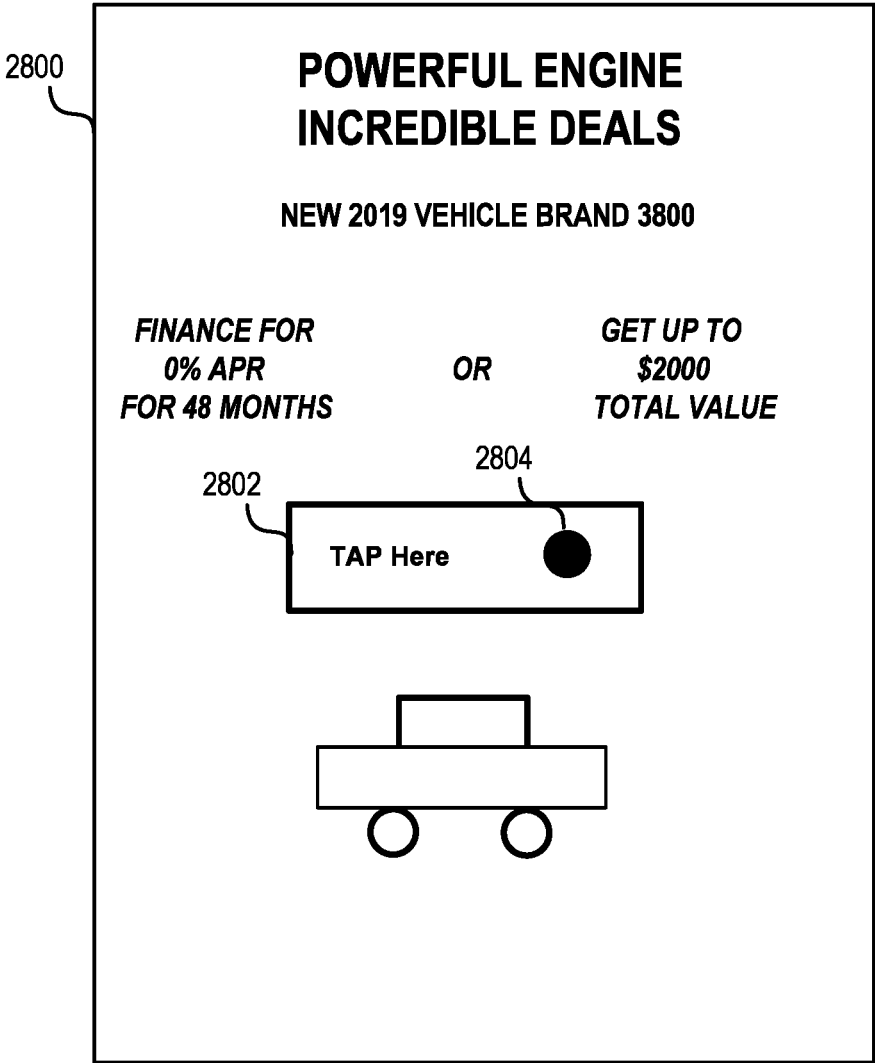 2800
POWERFUL ENGINE
INCREDIBLE DEALS
NEW 2019 VEHICLE BRAND 3800
FINANCE FOR
0% APR
FOR 48 MONTHS
OR
GET UP TO
$2000
TOTAL VALUE
2802
2804
TAP Here